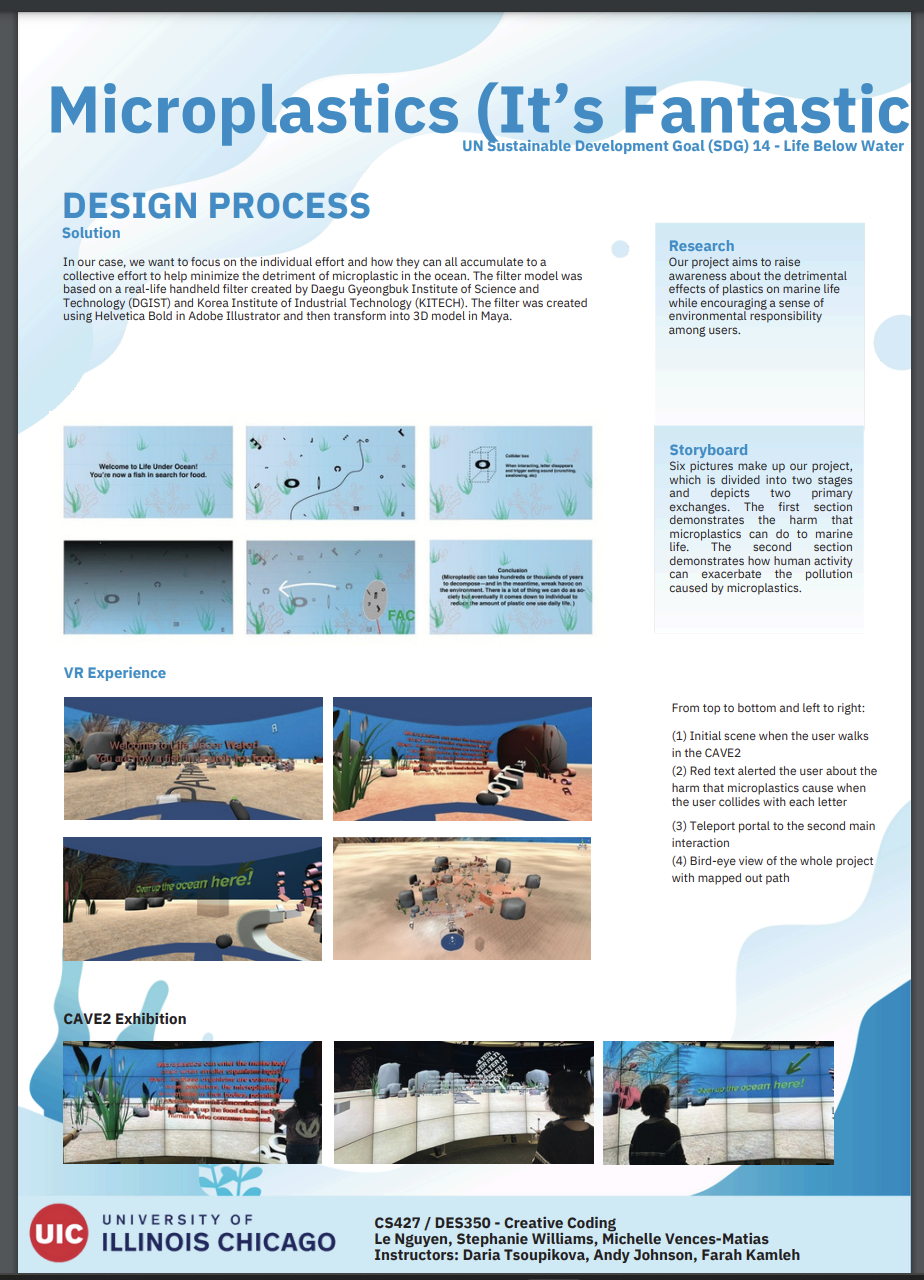 Microplastics (It's Fantastic
UN Sustainable Development Goal (SDG) 14 - Life Below Water
DESIGN PROCESS
Solution
In our case, we want to focus on the individual effort and how they can all accumulate to a
collective effort to help minimize the detriment of microplastic in the ocean. The filter model was
based on a real-life handheld filter created by Daegu Gyeongbuk Institute of Science and
Technology (DGIST) and Korea Institute of Industrial Technology (KITECH). The filter was created
using Helvetica Bold in Adobe Illustrator and then transform into 3D model in Maya.
Research
Our project aims to raise
awareness about the detrimental
effects of plastics on marine life
while encouraging a sense of
environmental responsibility
among users.
Welcome to Life Under Ocean!
You're now a fish in search for food.
Collider box
When interacting, letter disappears
and trigger eating sound (crunching,
swallowing, etc)
FAC
Conclusion
(Microplastic can take hundreds or thousands of years
to decompose—and in the meantime, wreak havoc on
the environment. There is a lot of thing we can do as so-
ciety but eventually it comes down to individual to
reduce the amount of plastic one use daily life. )
Storyboard
Six pictures make up our project,
which is divided into two stages
and depicts two primary
exchanges. The first section
demonstrates the harm that
microplastics can do to marine
life. The second section
demonstrates how human activity
can exacerbate the pollution
caused by microplastics.
VR Experience
Welcome to Life Under Water!
You are now a fish in search for food.
Clean up the ocean here!
From top to bottom and left to right:
(1) Initial scene when the user walks
in the CAVE2
(2) Red text alerted the user about the
harm that microplastics cause when
the user collides with each letter
(3) Teleport portal to the second main
interaction
(4) Bird-eye view of the whole project
with mapped out path
CAVE2 Exhibition
Microplastics can enter the marine food
up the food chain,
humans who consume seafood.
Clean up the ocean here!
UIC
UNIVERSITY OF
ILLINOIS CHICAGO
CS427 / DES350 - Creative Coding
Le Nguyen, Stephanie Williams, Michelle Vences-Matias
Instructors: Daria Tsoupikova, Andy Johnson, Farah Kamleh